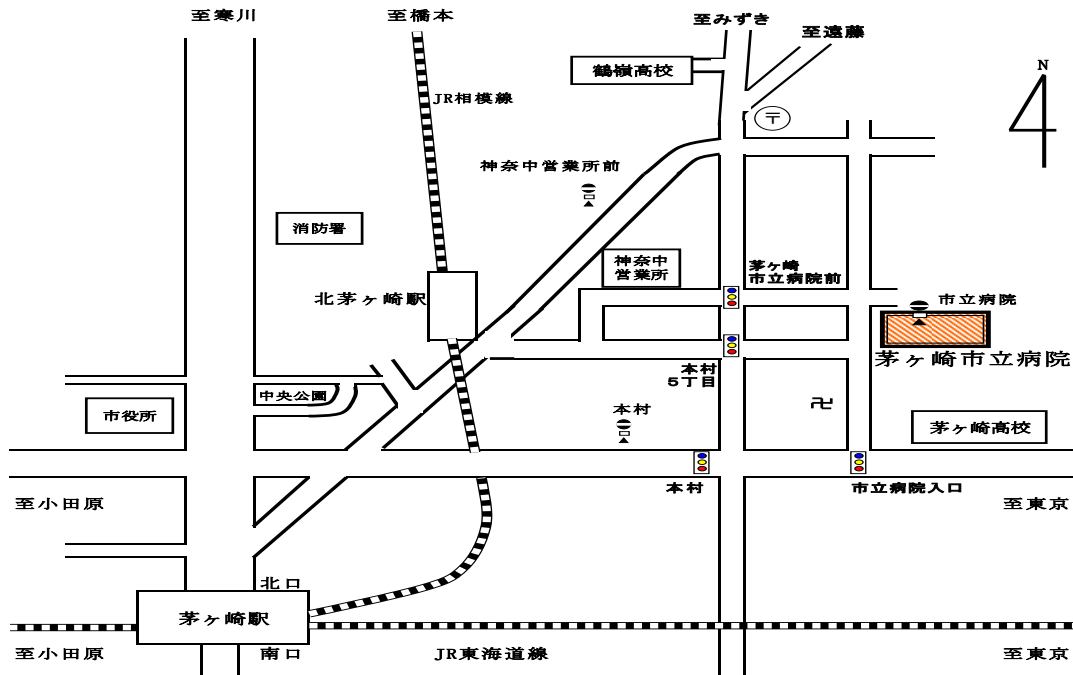 至寒川
至橋本
至みずき
至遠藤
鶴嶺高校
N
JR相模線
〒
神奈中営業所前
消防署
神奈中
営業所
茅ヶ崎
市立病院前
北茅ヶ崎駅
市立病院
茅ヶ崎市立病院
本村
5丁目
中央公園
市役所
本村
卍
茅ヶ崎高校
本村
市立病院入口
至小田原
至東京
北口
茅ヶ崎駅
至小田原
南口
JR東海道線
至東京